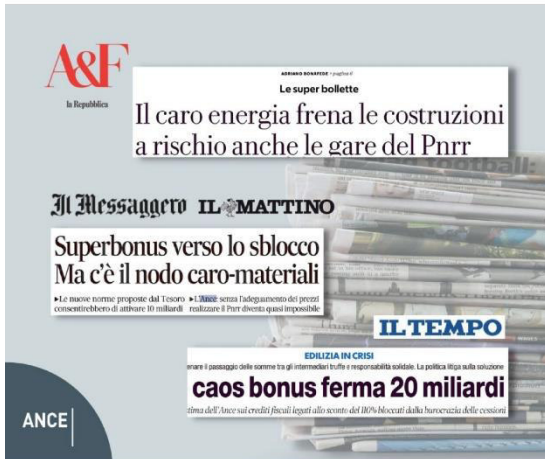 A&F
la Repubblica
ADRIANO BONAFEDE • pagina 6
Le super bollette
Il caro energia frena le costruzioni
a rischio anche le gare del Pnrr
football:
Il Messaggero IL MATTINO
Superbonus verso lo sblocco
Ma c'è il nodo caro-materiali
▸Le nuove norme proposte dal Tesoro ▸L'Ance: senza l'adeguamento dei prezzi
consentirebbero di attivare 10 miliardi realizzare il Pnrr diventa quasi impossibile
IL TEMPO
EDILIZIA IN CRISI
enare il passaggio delle somme tra gli intermediari truffe e responsabilità solidale. La politica litiga sulla soluzione
caos bonus ferma 20 miliardi
tima dell'Ance sui crediti fiscali legati allo sconto del 110% bloccati dalla burocrazia delle cessioni
ANCE